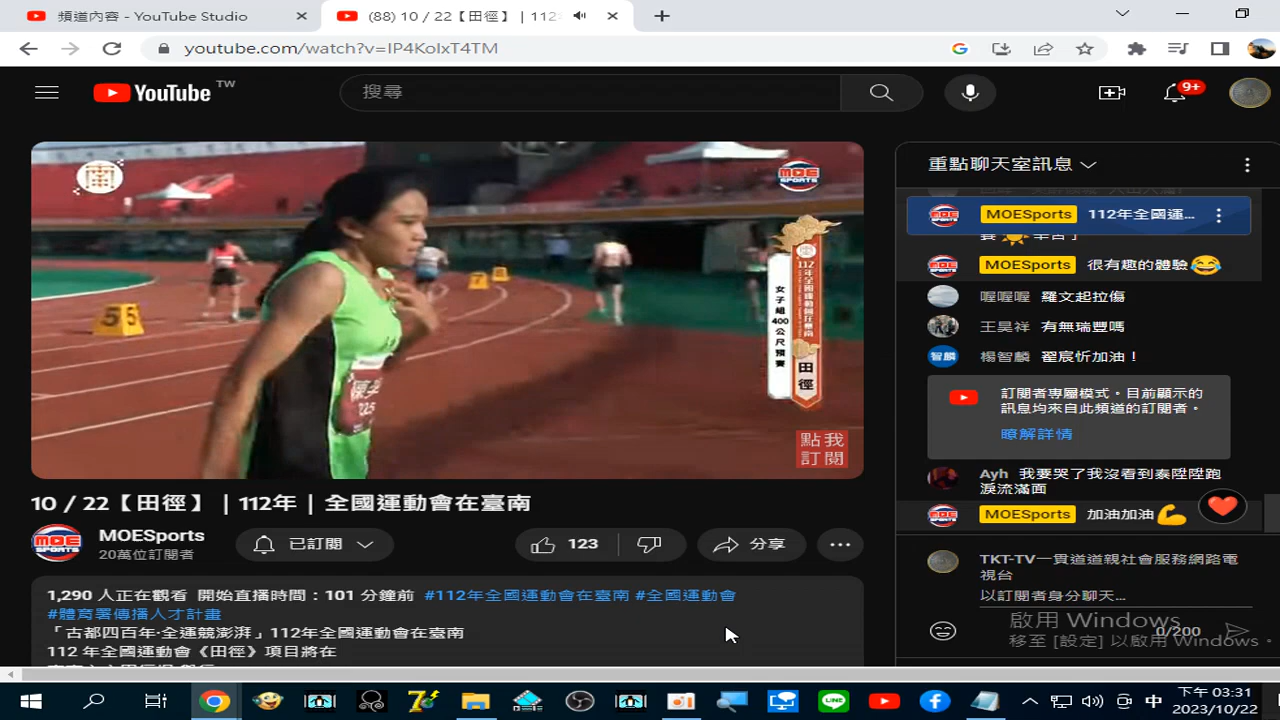 頻道內容 - YouTube Studio
(88) 10 / 22【田徑】 | 112
youtube.com/watch?v=IP4KoIxT4TM
YouTube TW
搜尋
9+
南
MOE SPORTS
112年全國運動會在臺南
女子組400公尺預賽
田徑
5 5
點我
訂閱
重點聊天室訊息
MOESports 112年全國運...
MOESports 很有趣的體驗😂
喔喔喔 羅文起拉傷
王昊祥 有無瑞豐嗎
智麟 楊智麟 翟宸忻加油！
訂閱者專屬模式。目前顯示的
訊息均來自此頻道的訂閱者。
瞭解詳情
Ayh 我要哭了我沒看到泰陞陞跑
淚流滿面
MOESports 加油加油💪
TKT-TV一貫道道親社會服務網路電
視台
以訂閱者身分聊天...
0/200
啟用 Windows
移至 [設定] 以啟用 Windows。
10 / 22【田徑】｜112年｜全國運動會在臺南
MOE SPORTS
MOESports
20萬位訂閱者
已訂閱
123
分享
1,290 人正在觀看 開始直播時間：101 分鐘前 #112年全國運動會在臺南 #全國運動會
#體育署傳播人才計畫
「古都四百年‧全運競澎湃」112年全國運動會在臺南
112 年全國運動會《田徑》項目將在
中
下午 03:31
2023/10/22